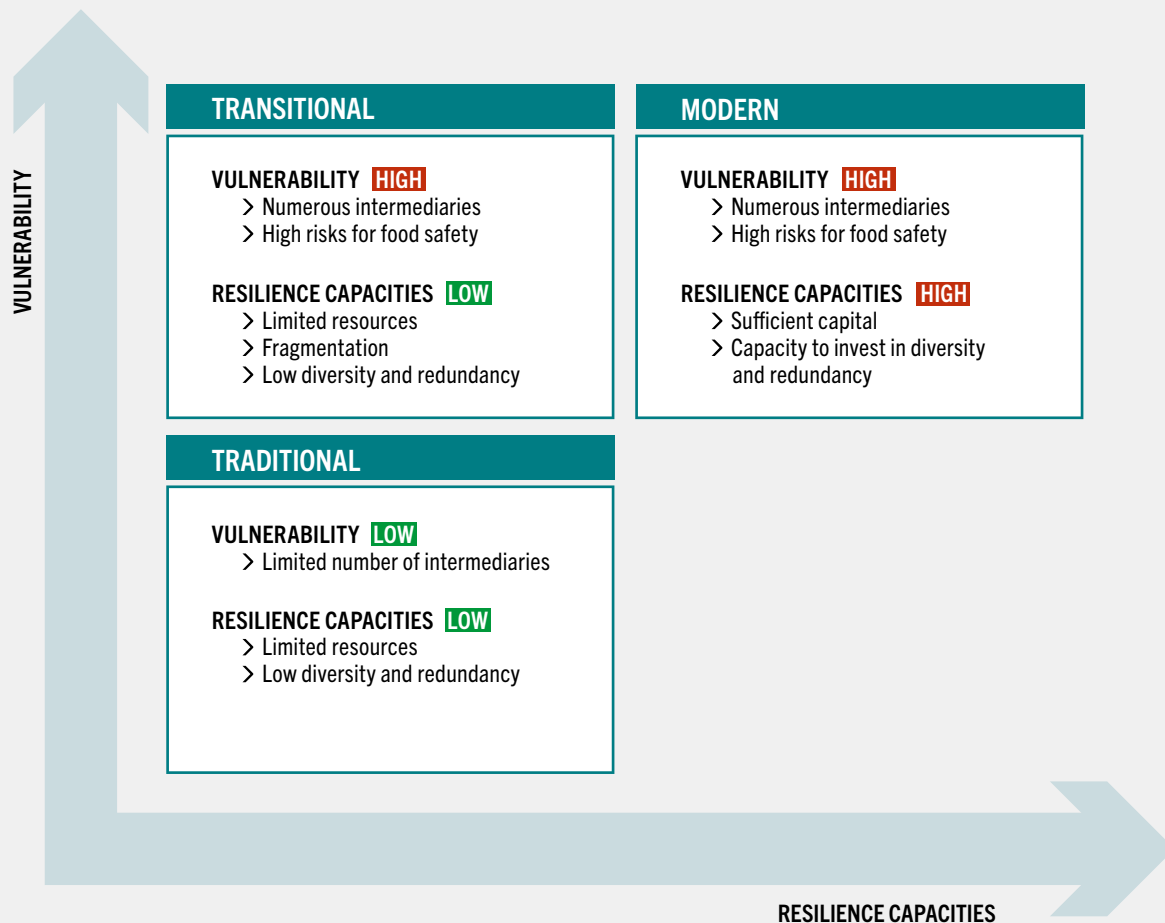 VULNERABILITY
TRANSITIONAL
VULNERABILITY HIGH
> Numerous intermediaries
> High risks for food safety
RESILIENCE CAPACITIES LOW
> Limited resources
> Fragmentation
> Low diversity and redundancy
MODERN
VULNERABILITY HIGH
> Numerous intermediaries
> High risks for food safety
RESILIENCE CAPACITIES HIGH
> Sufficient capital
> Capacity to invest in diversity
and redundancy
TRADITIONAL
VULNERABILITY LOW
> Limited number of intermediaries
RESILIENCE CAPACITIES LOW
> Limited resources
> Low diversity and redundancy
RESILIENCE CAPACITIES